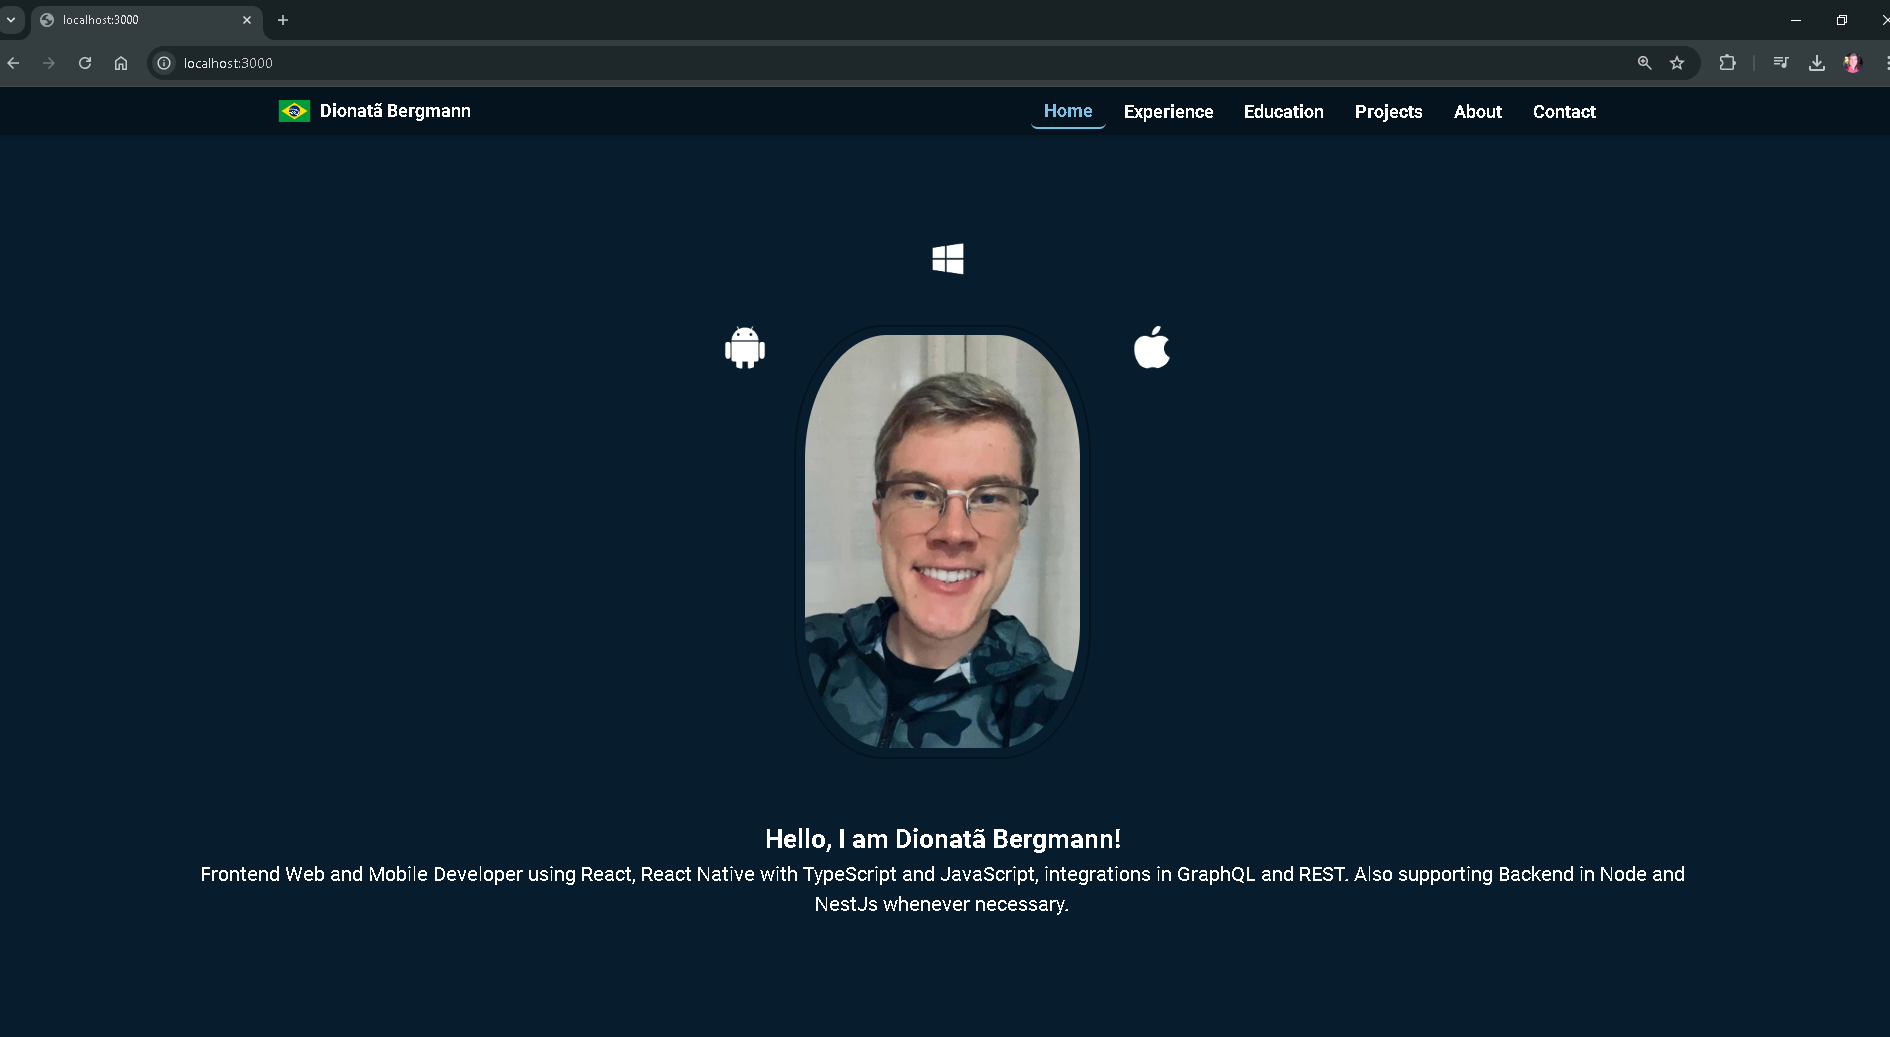 localhost:3000
localhost:3000
Dionatã Bergmann
Home Experience Education Projects About Contact
Hello, I am Dionatã Bergmann!
Frontend Web and Mobile Developer using React, React Native with TypeScript and JavaScript, integrations in GraphQL and REST. Also supporting Backend in Node and
NestJs whenever necessary.